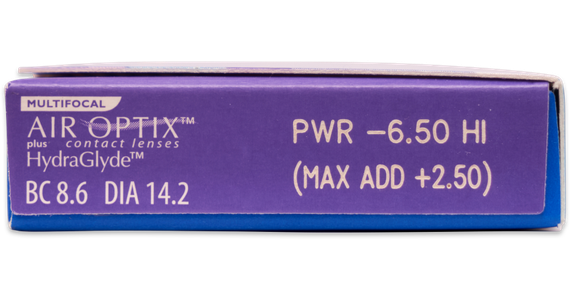 MULTIFOCAL
AIR OPTIX™
plus contact lenses
HydraGlyde™
BC 8.6 DIA 14.2
PWR −6.50 HI
(MAX ADD +2.50)